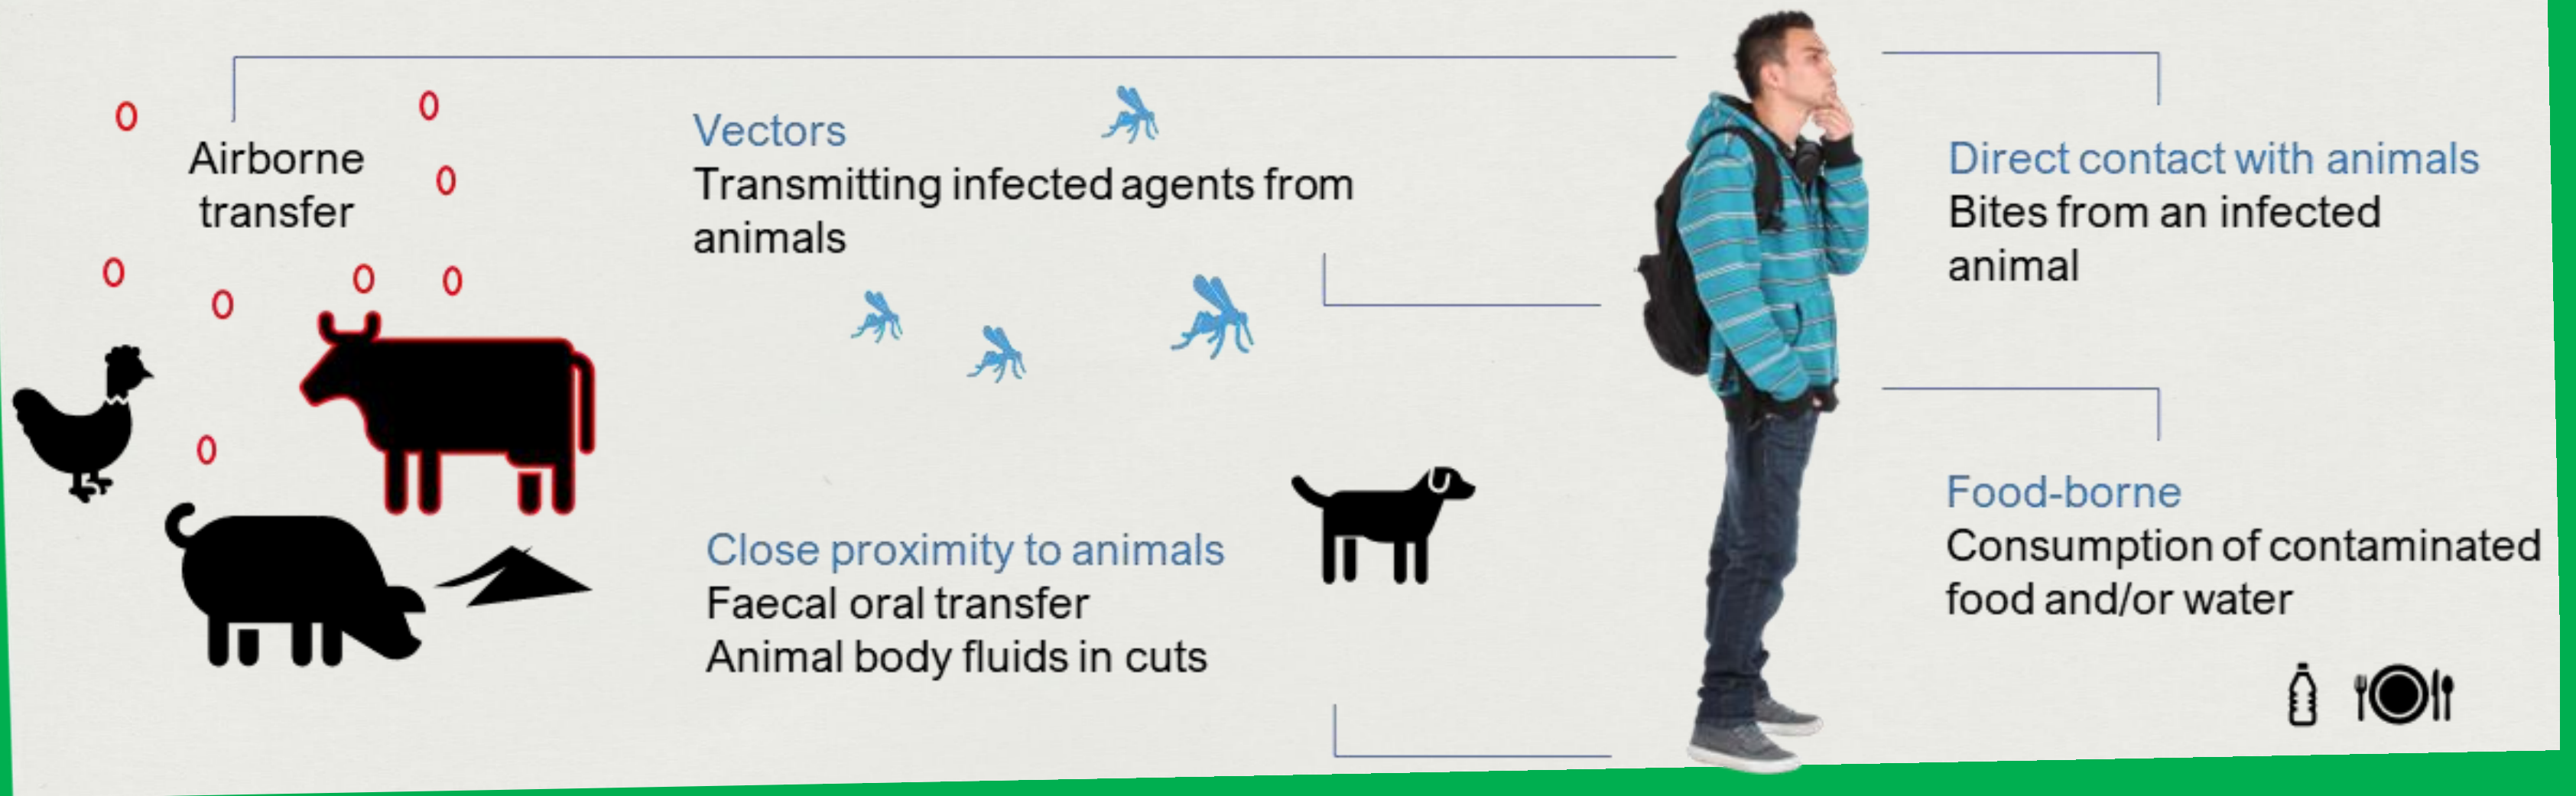 Airborne
transfer
Vectors
Transmitting infected agents from
animals
Close proximity to animals
Faecal oral transfer
Animal body fluids in cuts
Direct contact with animals
Bites from an infected
animal
Food-borne
Consumption of contaminated
food and/or water